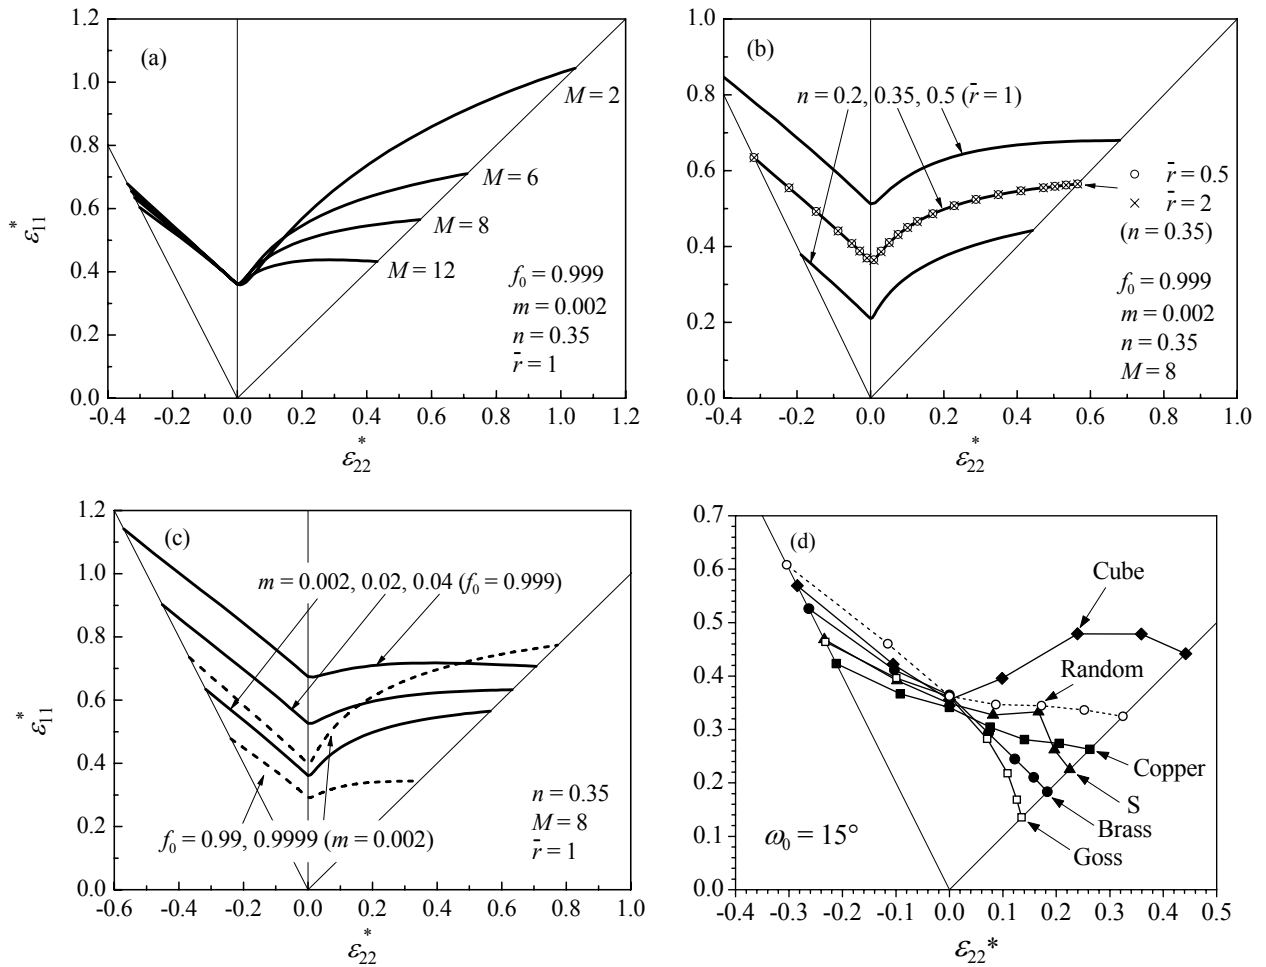 (a)
1.2
1.0
0.8
0.6
0.4
0.2
0.0
ε*11
M = 2
M = 6
M = 8
M = 12
f0 = 0.999
m = 0.002
n = 0.35
r̄ = 1
-0.4 -0.2 0.0 0.2 0.4 0.6 0.8 1.0 1.2
ε*22
(b)
1.0
0.8
0.6
0.4
0.2
0.0
n = 0.2, 0.35, 0.5 (r̄ = 1)
r̄ = 0.5
r̄ = 2
(n = 0.35)
f0 = 0.999
m = 0.002
n = 0.35
M = 8
-0.4 -0.2 0.0 0.2 0.4 0.6 0.8 1.0
ε*22
(c)
1.2
1.0
0.8
0.6
0.4
0.2
0.0
ε*11
m = 0.002, 0.02, 0.04 (f0 = 0.999)
f0 = 0.99, 0.9999 (m = 0.002)
n = 0.35
M = 8
r̄ = 1
-0.6 -0.4 -0.2 0.0 0.2 0.4 0.6 0.8 1.0
ε*22
(d)
0.7
0.6
0.5
0.4
0.3
0.2
0.1
0.0
Cube
Random
Copper
S
Brass
Goss
ω0 = 15°
-0.4 -0.3 -0.2 -0.1 0.0 0.1 0.2 0.3 0.4 0.5
ε22*